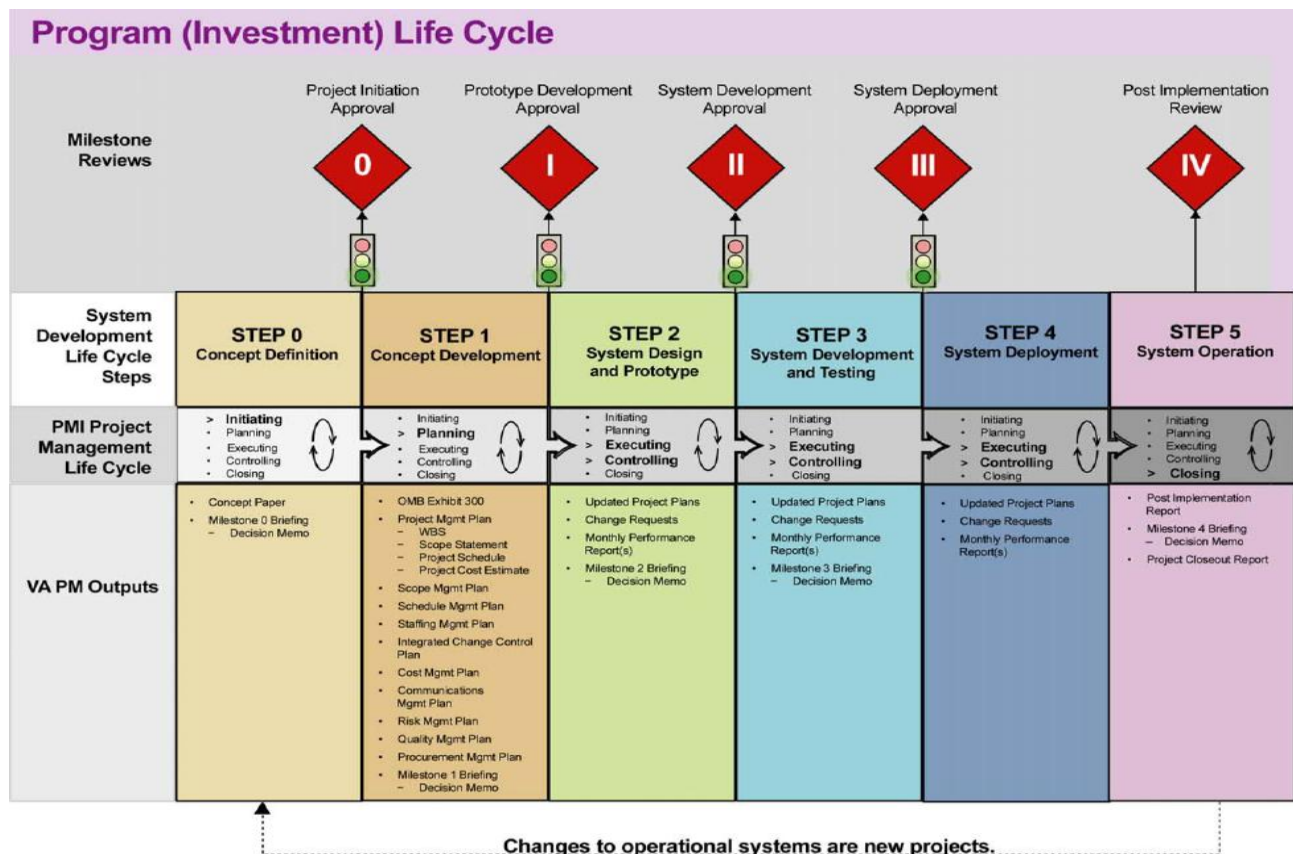 Program (Investment) Life Cycle
Milestone
Reviews
Project Initiation
Approval
Prototype Development
Approval
System Development
Approval
System Deployment
Approval
Post Implementation
Review
0
I
II
III
IV
System
Development
Life Cycle
Steps
STEP 0
Concept Definition
STEP 1
Concept Development
STEP 2
System Design
and Prototype
STEP 3
System Development
and Testing
STEP 4
System Deployment
STEP 5
System Operation
PMI Project
Management
Life Cycle
> Initiating
• Planning
• Executing
• Controlling
• Closing
• Initiating
> Planning
• Executing
• Controlling
• Closing
• Initiating
• Planning
> Executing
> Controlling
• Closing
• Initiating
• Planning
> Executing
> Controlling
• Closing
• Initiating
• Planning
> Executing
> Controlling
• Closing
• Initiating
• Planning
• Executing
• Controlling
> Closing
VA PM Outputs
• Concept Paper
• Milestone 0 Briefing
– Decision Memo
• OMB Exhibit 300
• Project Mgmt Plan
– WBS
– Scope Statement
– Project Schedule
– Project Cost Estimate
• Scope Mgmt Plan
• Schedule Mgmt Plan
• Staffing Mgmt Plan
• Integrated Change Control
Plan
• Cost Mgmt Plan
• Communications
Mgmt Plan
• Risk Mgmt Plan
• Quality Mgmt Plan
• Procurement Mgmt Plan
• Milestone 1 Briefing
– Decision Memo
• Updated Project Plans
• Change Requests
• Monthly Performance
Report(s)
• Milestone 2 Briefing
– Decision Memo
• Updated Project Plans
• Change Requests
• Monthly Performance
Report(s)
• Milestone 3 Briefing
– Decision Memo
• Updated Project Plans
• Change Requests
• Monthly Performance
Report(s)
• Post Implementation
Report
• Milestone 4 Briefing
– Decision Memo
• Project Closeout Report
Changes to operational systems are new projects.